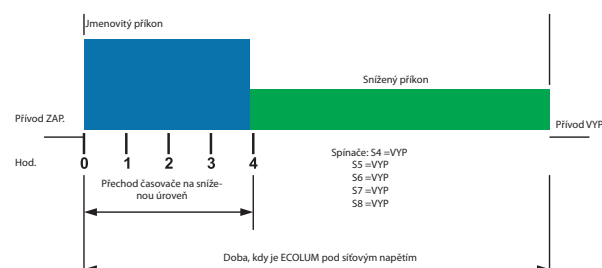 Jmenovitý příkon
Snížený příkon
Přívod ZAP.
Přívod VYP
Hod.
0 1 2 3 4
Spínače: S4 =VYP
S5 =VYP
S6 =VYP
S7 =VYP
S8 =VYP
Přechod časovače na sníže-
nou úroveň
Doba, kdy je ECOLUM pod síťovým napětím